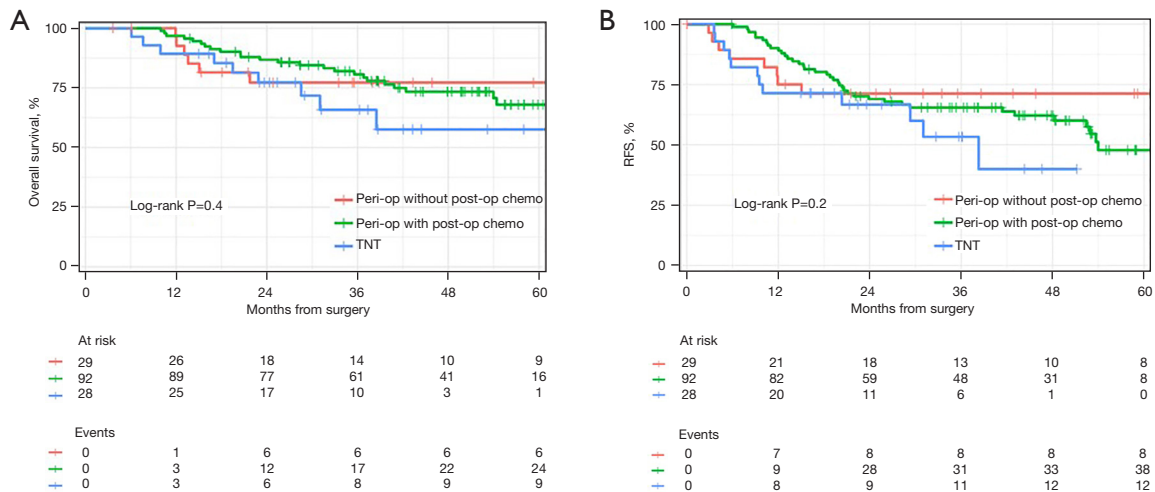 A
Overall survival, %
100
75
50
25
0
Log-rank P=0.4
Peri-op without post-op chemo
Peri-op with post-op chemo
TNT
0 12 24 36 48 60
Months from surgery
At risk
29 26 18 14 10 9
92 89 77 61 41 16
28 25 17 10 3 1
Events
0 1 6 6 6 6
0 3 12 17 22 24
0 3 6 8 9 9
B
RFS, %
100
75
50
25
0
Log-rank P=0.2
Peri-op without post-op chemo
Peri-op with post-op chemo
TNT
0 12 24 36 48 60
Months from surgery
At risk
29 21 18 13 10 8
92 82 59 48 31 8
28 20 11 6 1 0
Events
0 7 8 8 8 8
0 9 28 31 33 38
0 8 9 11 12 12